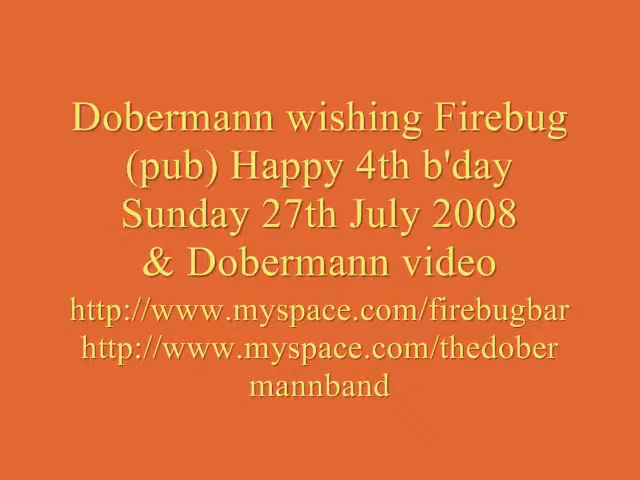 Dobermann wishing Firebug
(pub) Happy 4th b'day
Sunday 27th July 2008
& Dobermann video
http://www.myspace.com/firebugbar
http://www.myspace.com/thedober
mannband